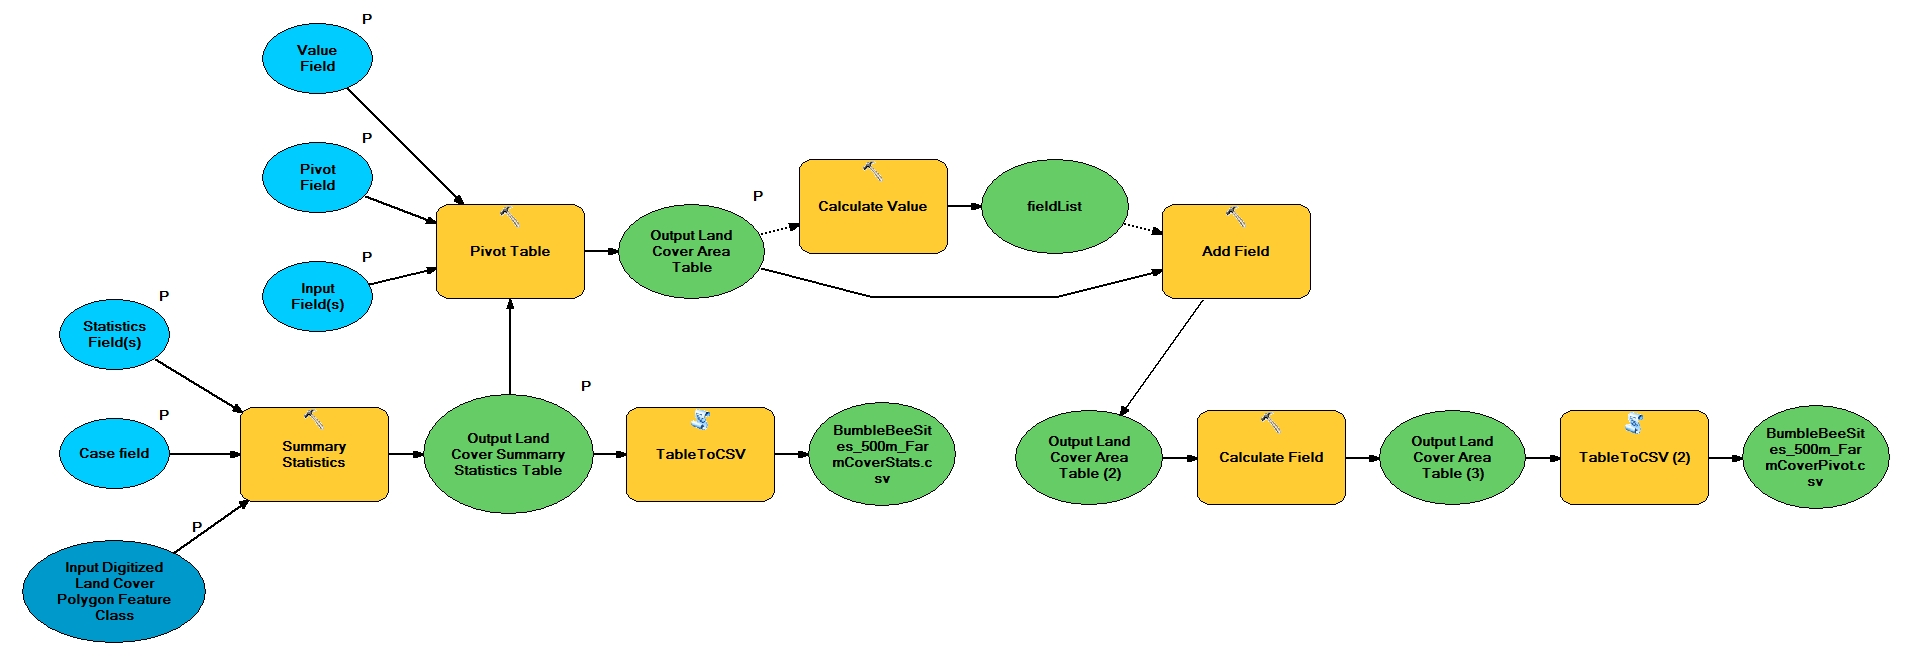 P
Value
Field
P
Pivot
Field
P
Input
Field(s)
Pivot Table
Output Land
Cover Area
Table
P
Calculate Value
fieldList
Add Field
P
Statistics
Field(s)
P
Case field
P
Input Digitized
Land Cover
Polygon Feature
Class
Summary
Statistics
P
Output Land
Cover Summarry
Statistics Table
TableToCSV
BumbleBeeSit
es_500m_Far
mCoverStats.c
sv
Output Land
Cover Area
Table (2)
Calculate Field
Output Land
Cover Area
Table (3)
TableToCSV (2)
BumbleBeeSit
es_500m_Far
mCoverPivot.c
sv